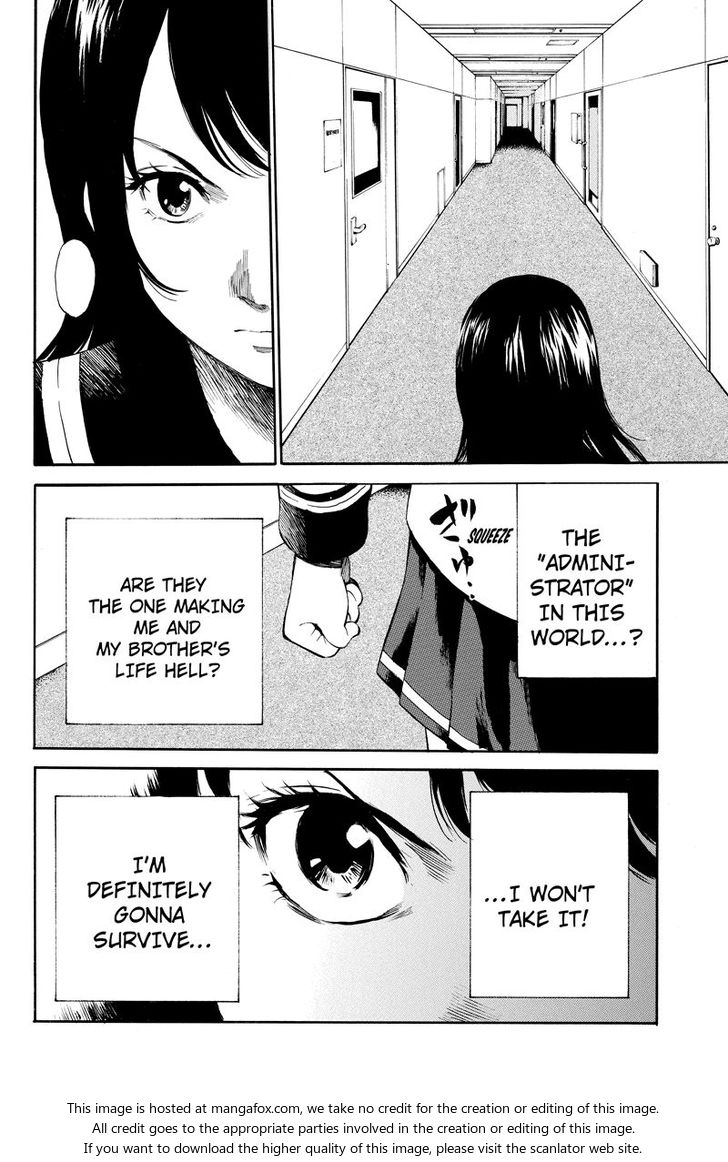 THE
"ADMINI-
STRATOR"
IN THIS
WORLD...?
ギュ
SQUEEZE
ARE THEY
THE ONE MAKING
ME AND
MY BROTHER'S
LIFE HELL?
...I WON'T
TAKE IT!
I'M
DEFINITELY
GONNA
SURVIVE...
This image is hosted at mangafox.com, we take no credit for the creation or editing of this image.
All credit goes to the appropriate parties involved in the creation or editing of this image.
If you want to download the higher quality of this image, please visit the scanlator web site.